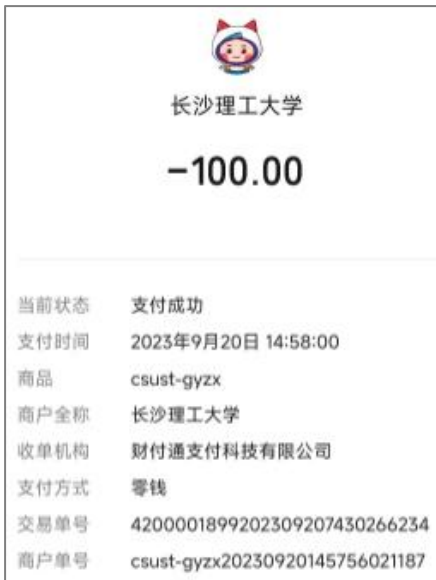 长沙理工大学
-100.00
当前状态 支付成功
支付时间 2023年9月20日 14:58:00
商品 csust-gyzx
商户全称 长沙理工大学
收单机构 财付通支付科技有限公司
支付方式 零钱
交易单号 4200001899202309207430266234
商户单号 csust-gyzx20230920145756021187